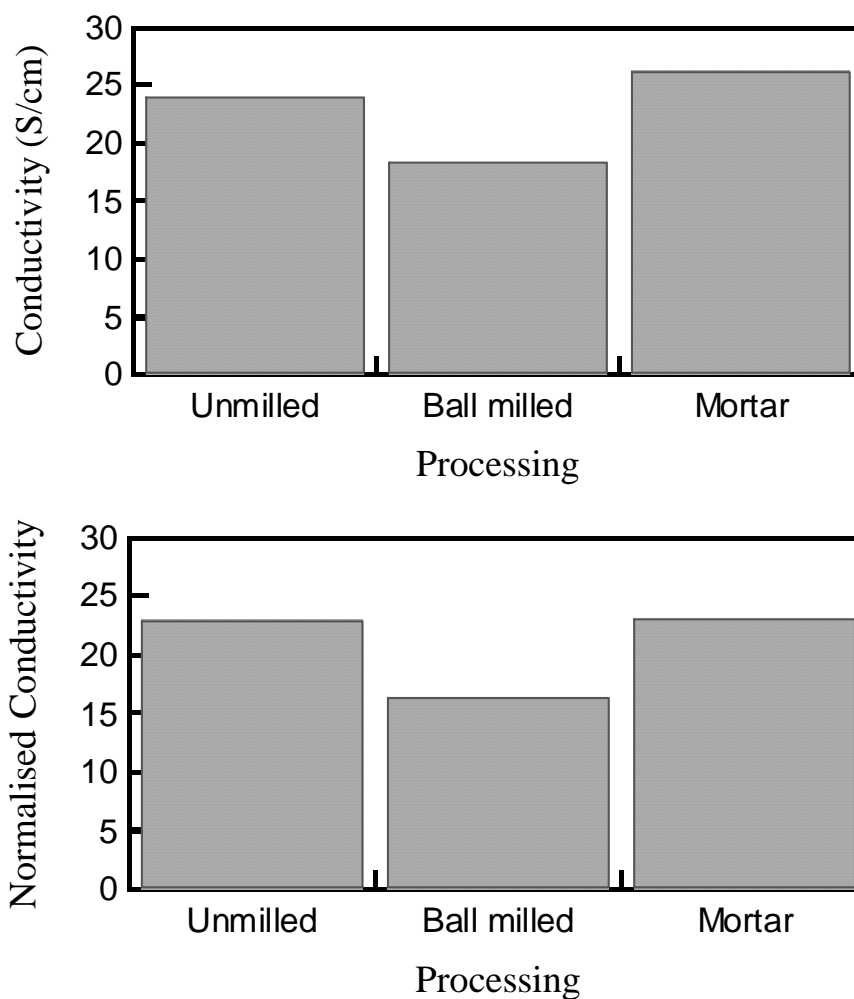 Conductivity (S/cm)
30
25
20
15
10
5
0
Unmilled Ball milled Mortar
Processing
Normalised Conductivity
30
25
20
15
10
5
0
Unmilled Ball milled Mortar
Processing